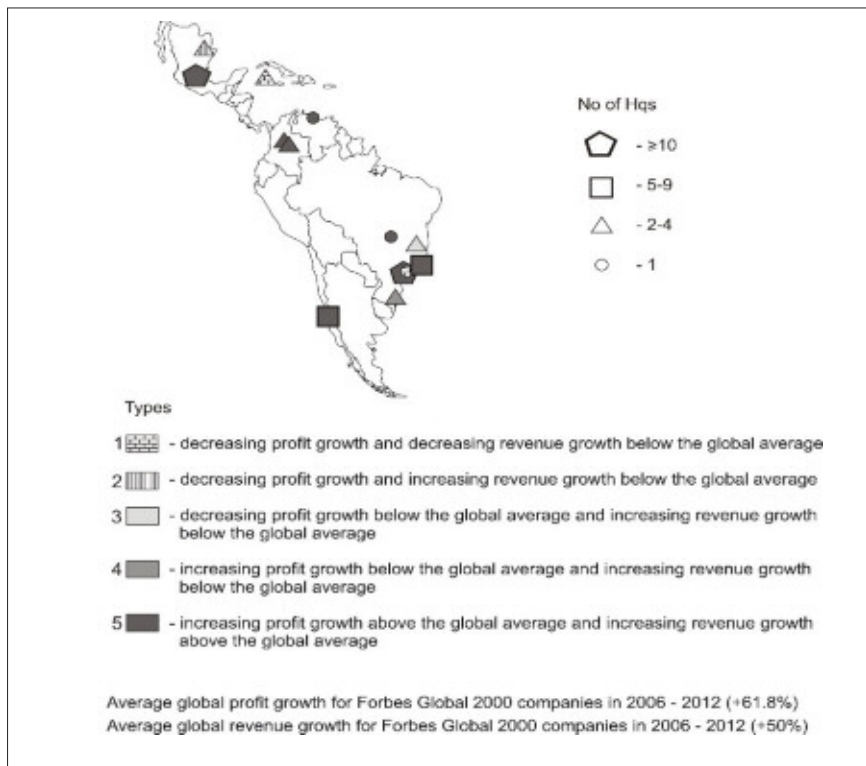 No of Hqs
- ≥10
- 5-9
- 2-4
- 1
Types
1 - decreasing profit growth and decreasing revenue growth below the global average
2 - decreasing profit growth and increasing revenue growth below the global average
3 - decreasing profit growth below the global average and increasing revenue growth
below the global average
4 - increasing profit growth below the global average and increasing revenue growth
below the global average
5 - increasing profit growth above the global average and increasing revenue growth
above the global average
Average global profit growth for Forbes Global 2000 companies in 2006 - 2012 (+61.8%)
Average global revenue growth for Forbes Global 2000 companies in 2006 - 2012 (+50%)